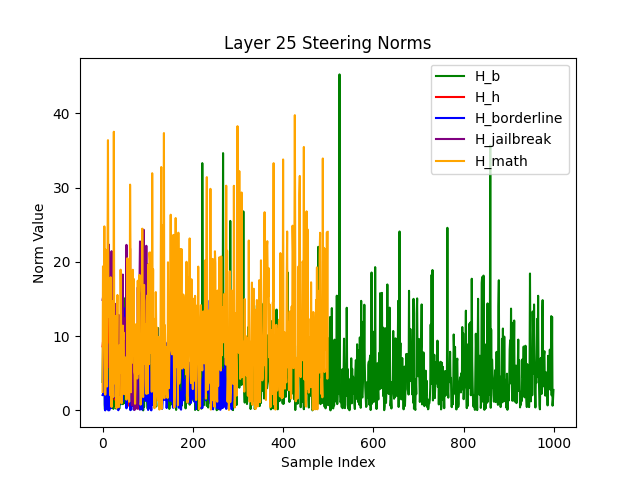 Layer 25 Steering Norms
H_b
H_h
H_borderline
H_jailbreak
H_math
Norm Value
40
30
20
10
0
0 200 400 600 800 1000
Sample Index